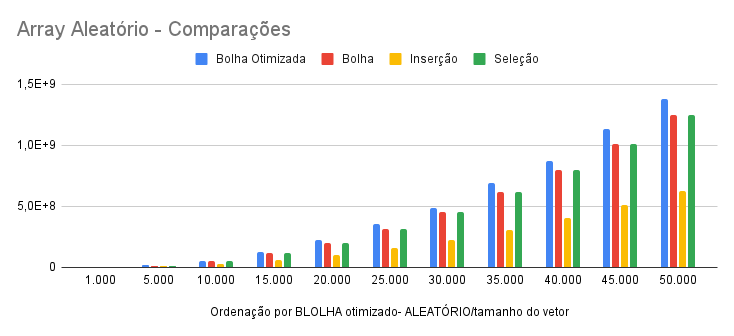 Array Aleatório - Comparações
Bolha Otimizada Bolha Inserção Seleção
1,5E+9
1,0E+9
5,0E+8
0
1.000 5.000 10.000 15.000 20.000 25.000 30.000 35.000 40.000 45.000 50.000
Ordenação por BLOLHA otimizado- ALEATÓRIO/tamanho do vetor